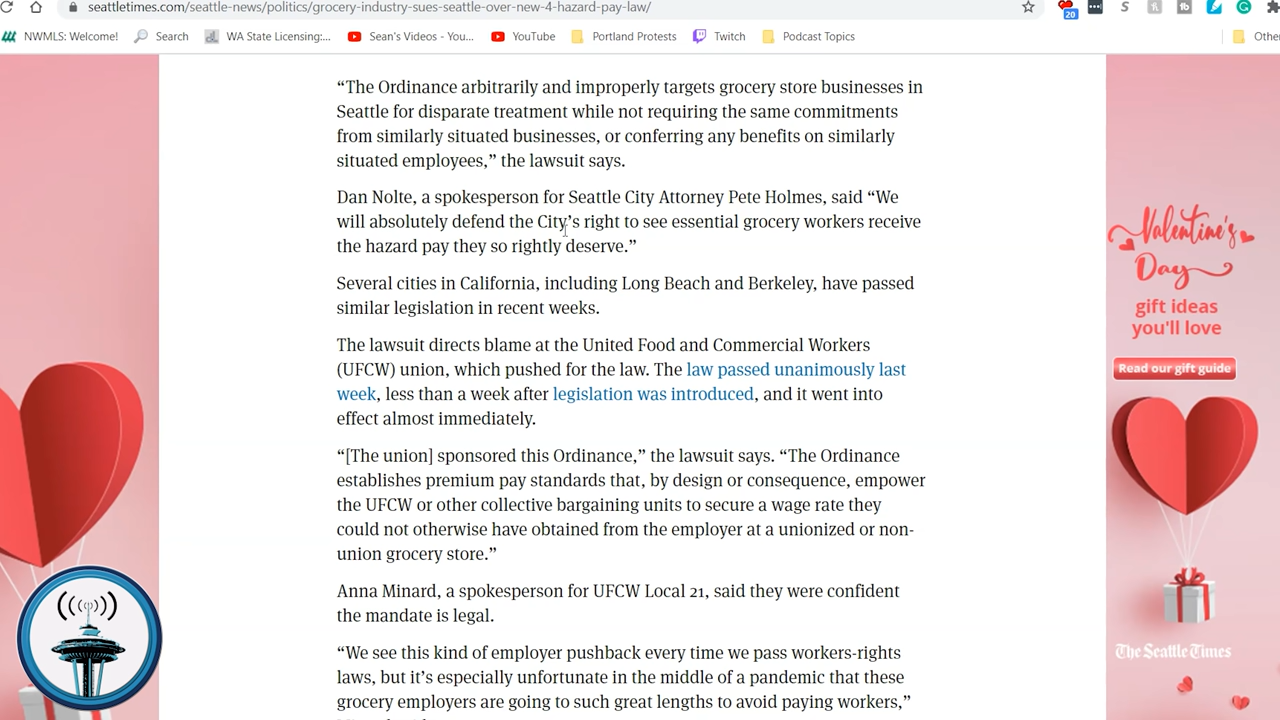 seattletimes.com/seattle-news/politics/grocery-industry-sues-seattle-over-new-4-hazard-pay-law/
20
NWMLS: Welcome! Search WA State Licensing:... Sean's Videos - You... YouTube Portland Protests Twitch Podcast Topics Other
“The Ordinance arbitrarily and improperly targets grocery store businesses in
Seattle for disparate treatment while not requiring the same commitments
from similarly situated businesses, or conferring any benefits on similarly
situated employees,” the lawsuit says.
Dan Nolte, a spokesperson for Seattle City Attorney Pete Holmes, said “We
will absolutely defend the City’s right to see essential grocery workers receive
the hazard pay they so rightly deserve.”
Several cities in California, including Long Beach and Berkeley, have passed
similar legislation in recent weeks.
The lawsuit directs blame at the United Food and Commercial Workers
(UFCW) union, which pushed for the law. The law passed unanimously last
week, less than a week after legislation was introduced, and it went into
effect almost immediately.
“[The union] sponsored this Ordinance,” the lawsuit says. “The Ordinance
establishes premium pay standards that, by design or consequence, empower
the UFCW or other collective bargaining units to secure a wage rate they
could not otherwise have obtained from the employer at a unionized or non-
union grocery store.”
Anna Minard, a spokesperson for UFCW Local 21, said they were confident
the mandate is legal.
“We see this kind of employer pushback every time we pass workers-rights
laws, but it’s especially unfortunate in the middle of a pandemic that these
grocery employers are going to such great lengths to avoid paying workers,”
Valentine's
Day
gift ideas
you'll love
Read our gift guide
The Seattle Times